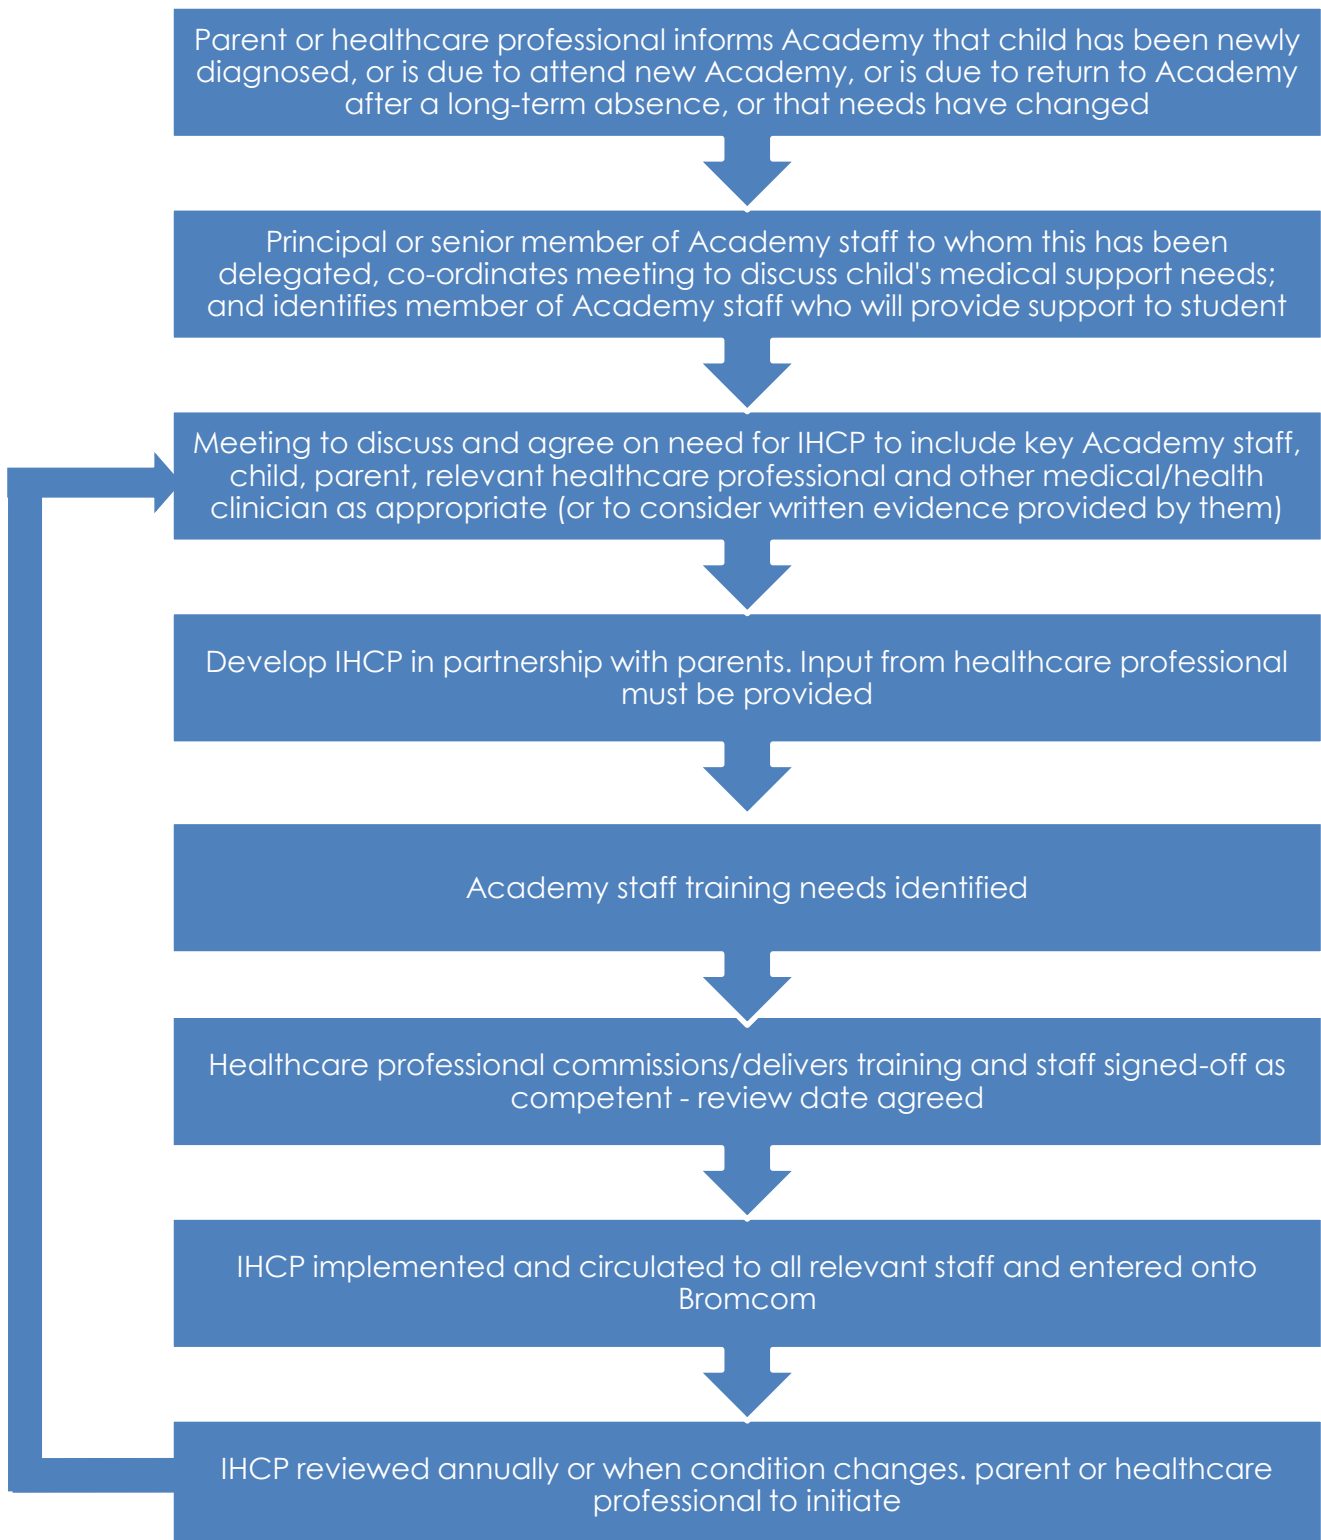 Parent or healthcare professional informs Academy that child has been newly
diagnosed, or is due to attend new Academy, or is due to return to Academy
after a long-term absence, or that needs have changed
Principal or senior member of Academy staff to whom this has been
delegated, co-ordinates meeting to discuss child's medical support needs;
and identifies member of Academy staff who will provide support to student
Meeting to discuss and agree on need for IHCP to include key Academy staff,
child, parent, relevant healthcare professional and other medical/health
clinician as appropriate (or to consider written evidence provided by them)
Develop IHCP in partnership with parents. Input from healthcare professional
must be provided
Academy staff training needs identified
Healthcare professional commissions/delivers training and staff signed-off as
competent - review date agreed
IHCP implemented and circulated to all relevant staff and entered onto
Bromcom
IHCP reviewed annually or when condition changes. parent or healthcare
professional to initiate